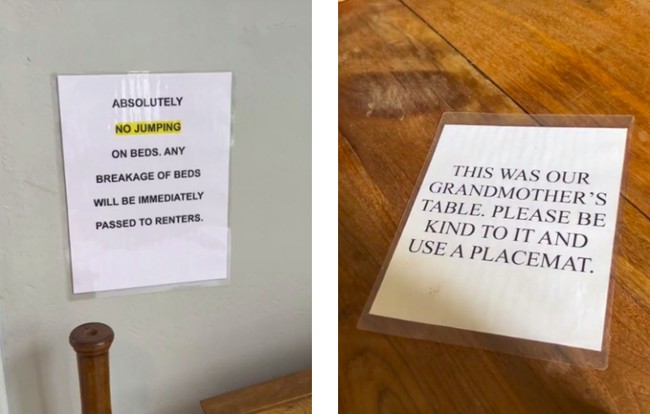 ABSOLUTELY
NO JUMPING
ON BEDS. ANY
BREAKAGE OF BEDS
WILL BE IMMEDIATELY
PASSED TO RENTERS.
THIS WAS OUR
GRANDMOTHER'S
TABLE. PLEASE BE
KIND TO IT AND
USE A PLACEMAT.